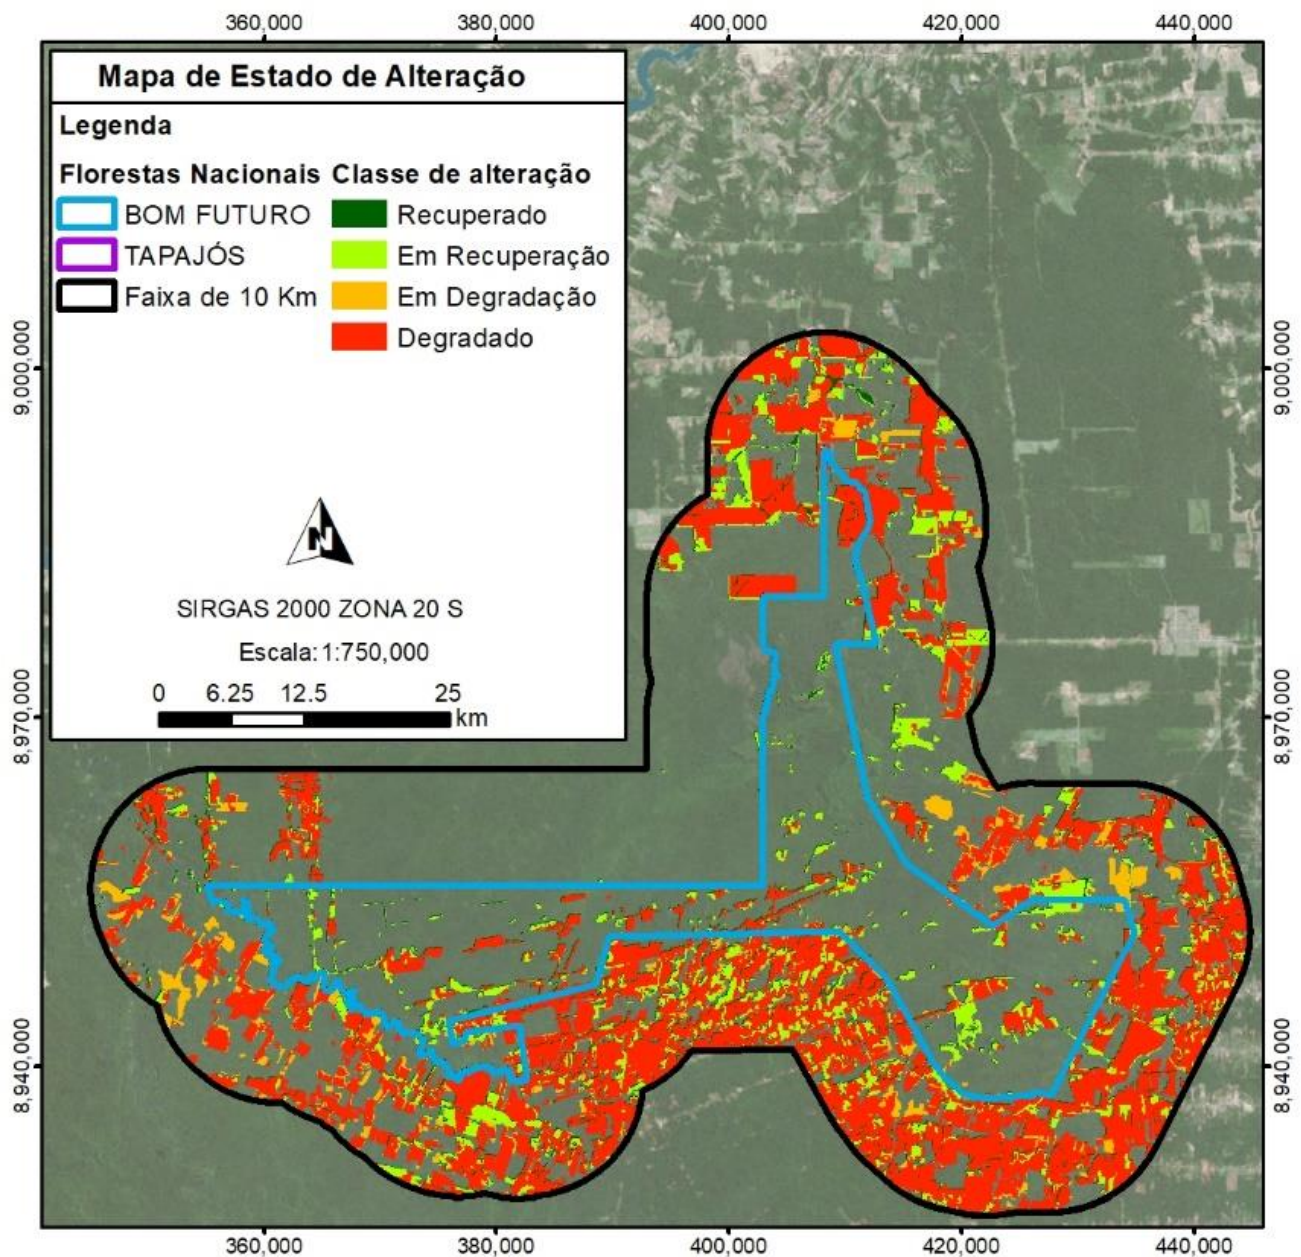 360,000 380,000 400,000 420,000 440,000
Mapa de Estado de Alteração
Legenda
Florestas Nacionais Classe de alteração
BOM FUTURO Recuperado
TAPAJÓS Em Recuperação
Faixa de 10 Km Em Degradação
Degradado
9,000,000 9,000,000
N
SIRGAS 2000 ZONA 20 S
Escala: 1:750,000
0 6.25 12.5 25
km
8,970,000 8,970,000
8,940,000 8,940,000
360,000 380,000 400,000 420,000 440,000